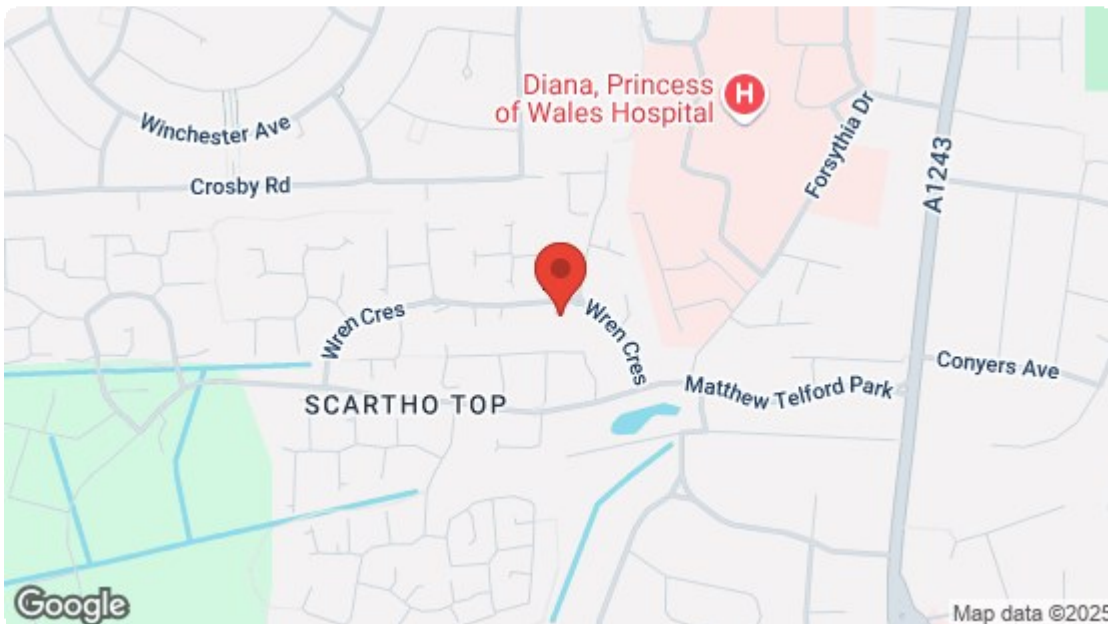 Diana, Princess
of Wales Hospital
H
Winchester Ave
Forsythia Dr
A1243
Crosby Rd
Wren Cres
Wren Cres
Conyers Ave
Matthew Telford Park
SCARTHO TOP
Google
Map data ©2025